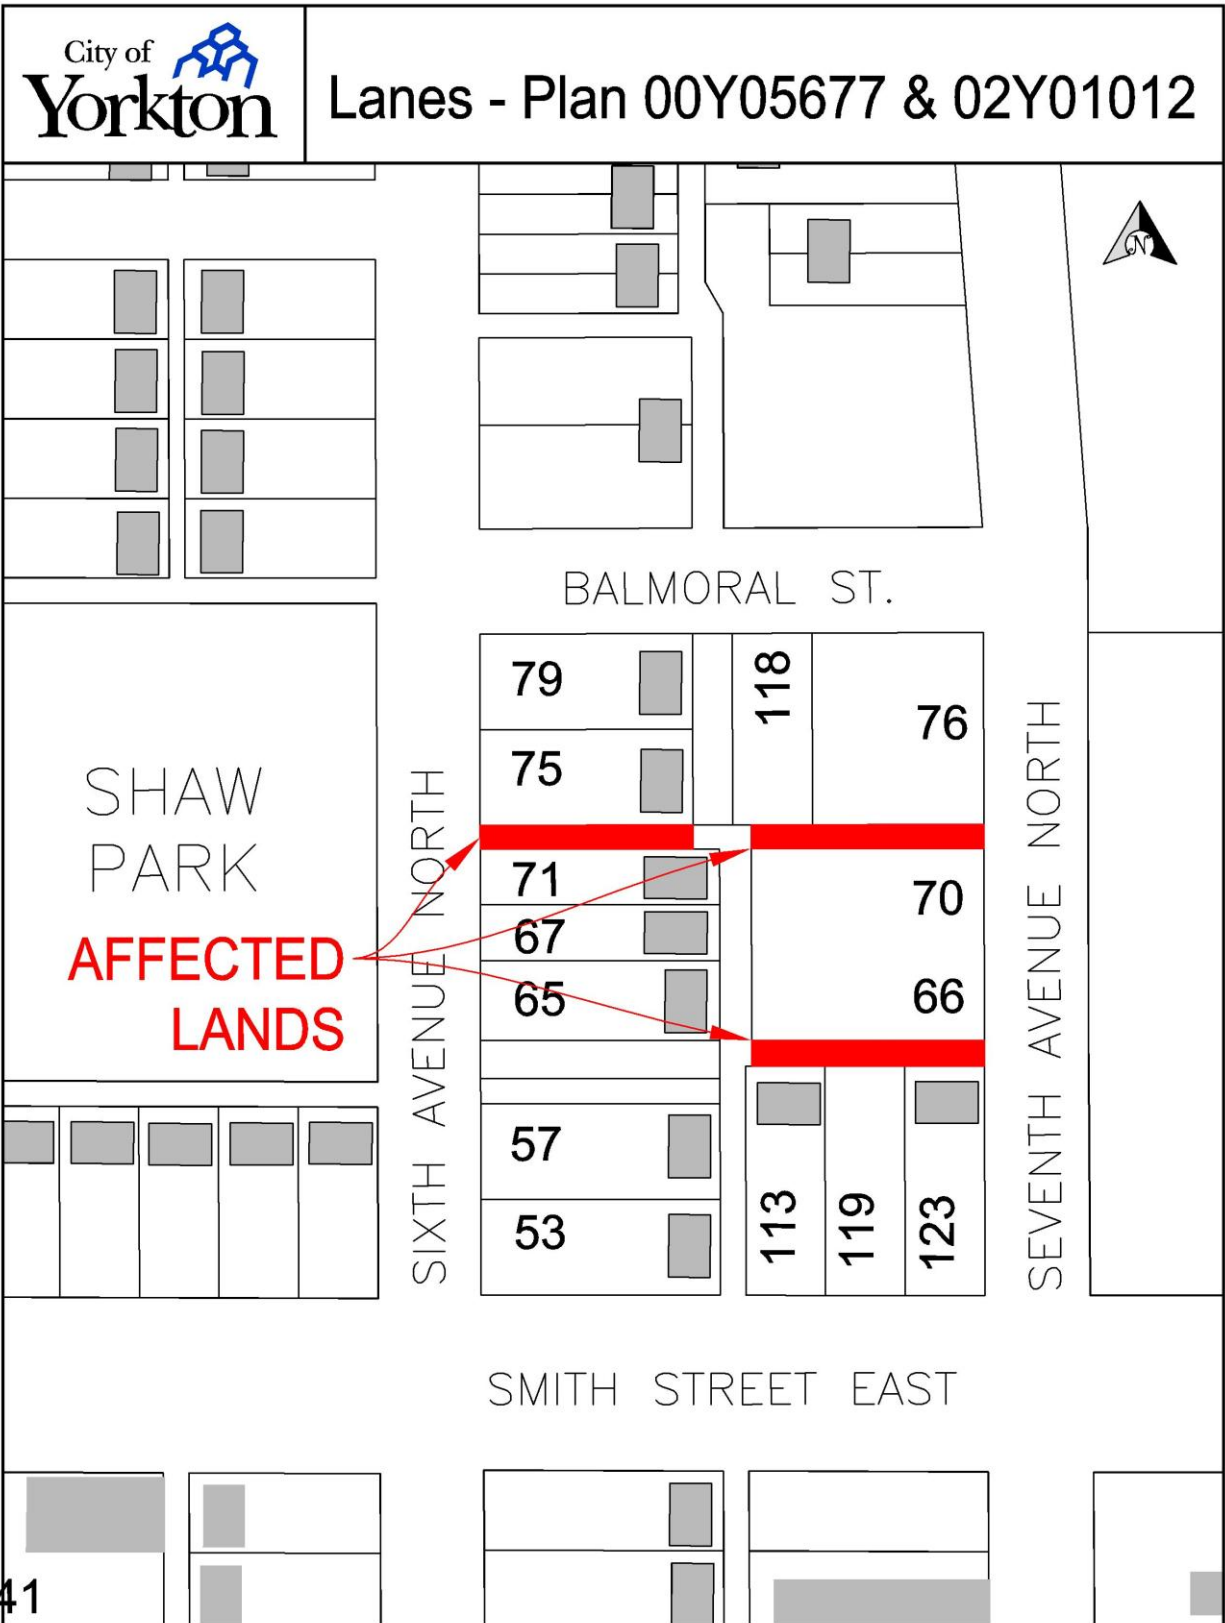 City of
Yorkton
Lanes - Plan 00Y05677 & 02Y01012
N
BALMORAL ST.
79
118
76
75
SHAW
PARK
SIXTH AVENUE NORTH
SEVENTH AVENUE NORTH
71
70
67
AFFECTED
LANDS
65
66
57
53
113
119
123
SMITH STREET EAST
41